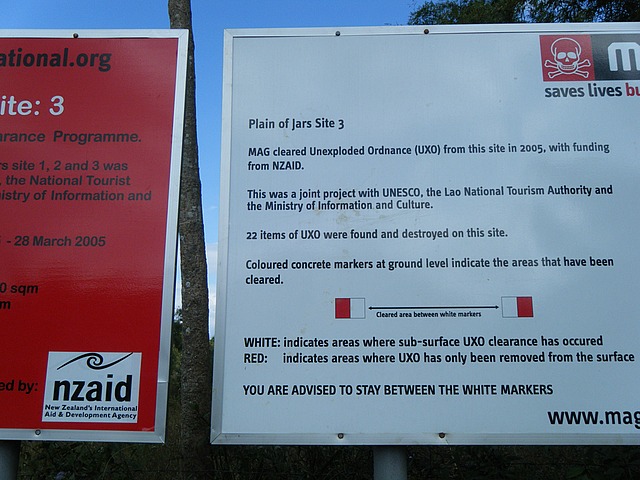 ational.org
ite: 3
arance Programme.
rs site 1, 2 and 3 was
, the National Tourist
istry of Information and
- 28 March 2005
0 sqm
m
ed by:
nzaid
New Zealand's International
Aid & Development Agency
M
saves lives bu
Plain of Jars Site 3
MAG cleared Unexploded Ordnance (UXO) from this site in 2005, with funding
from NZAID.
This was a joint project with UNESCO, the Lao National Tourism Authority and
the Ministry of Information and Culture.
22 items of UXO were found and destroyed on this site.
Coloured concrete markers at ground level indicate the areas that have been
cleared.
Cleared area between white markers
WHITE: indicates areas where sub-surface UXO clearance has occured
RED: indicates areas where UXO has only been removed from the surface
YOU ARE ADVISED TO STAY BETWEEN THE WHITE MARKERS
www.mag